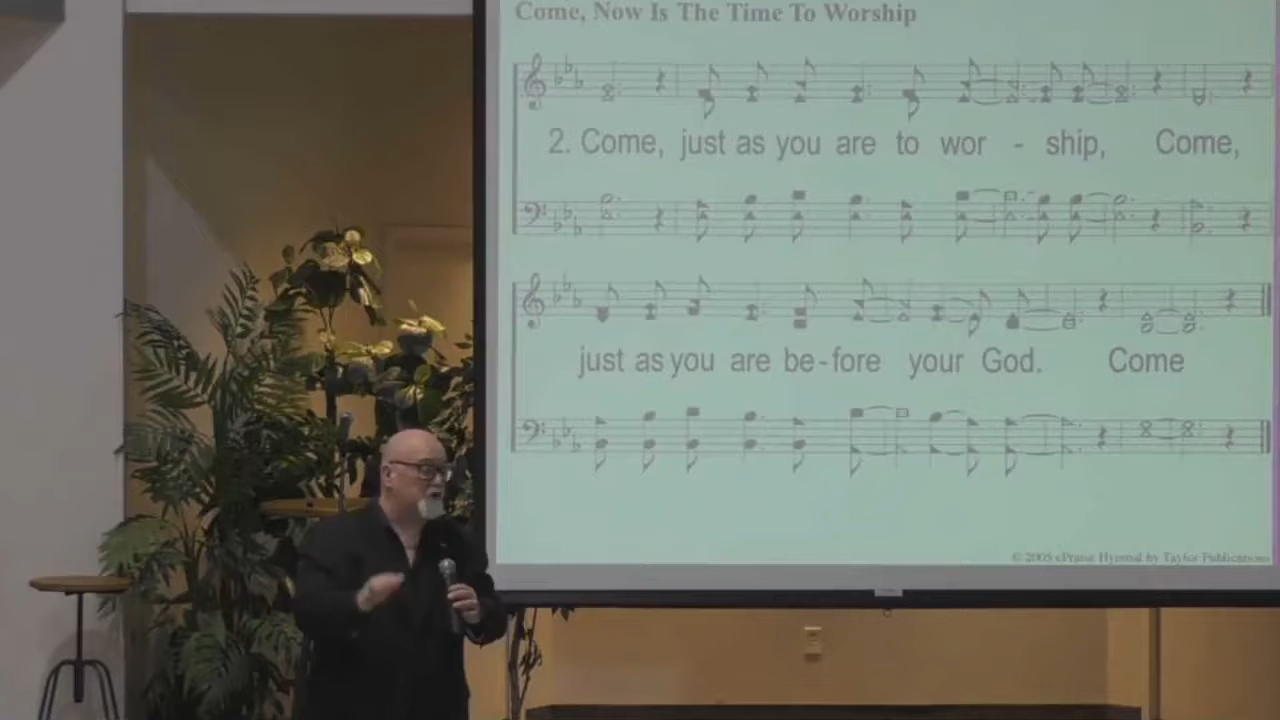 Come, Now Is The Time To Worship
2. Come, just as you are to wor - ship, Come,
just as you are be - fore your God. Come
© 2005 ePraise Hymnal by Taylor Publications